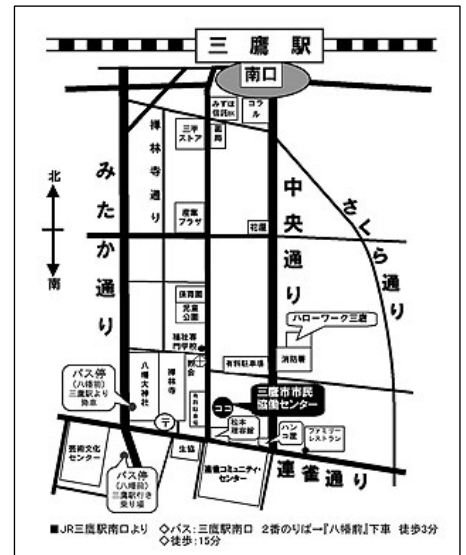 三鷹駅
南口
みずほ
信託BK
コラ
ル
三平
ストア
薬局
禅林寺通り
みたか通り
北
南
産業
プラザ
花屋
中央通り
さくら通り
保育園
児童
公園
ハローワーク三鷹
福祉専
門学校
教会
有料駐車場
消防署
バス停
(八幡前)
三鷹駅より
降車
八幡大神社
禅林寺
有料駐車場
ココ
三鷹市市民
協働センター
〒
松本
理容館
ハン
コ屋
ファミリー
レストラン
芸術文化
センター
生協
連雀コミュニティ・
センター
連雀通り
バス停
(八幡前)
三鷹駅行き
乗り場
■JR三鷹駅南口より ◇バス:三鷹駅南口 2番のりば→『八幡前』下車 徒歩3分
◇徒歩:15分